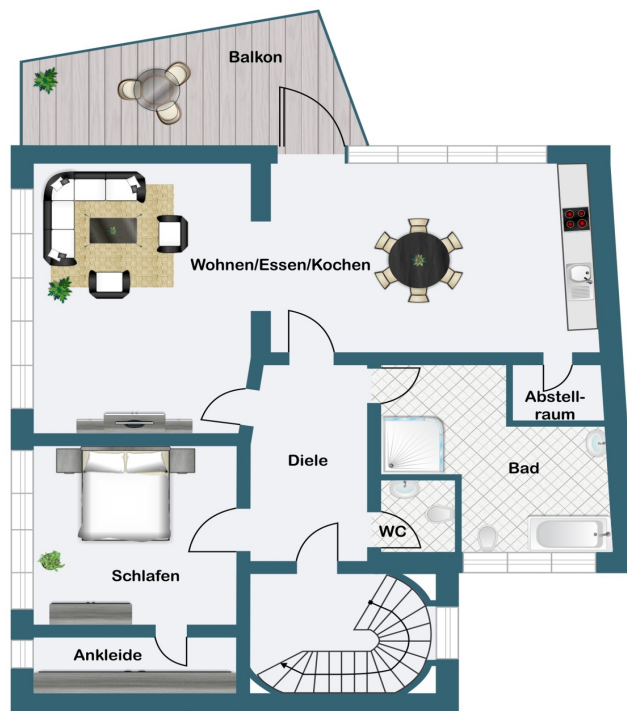 Balkon
Wohnen/Essen/Kochen
Abstell-
raum
Diele
Bad
WC
Schlafen
Ankleide